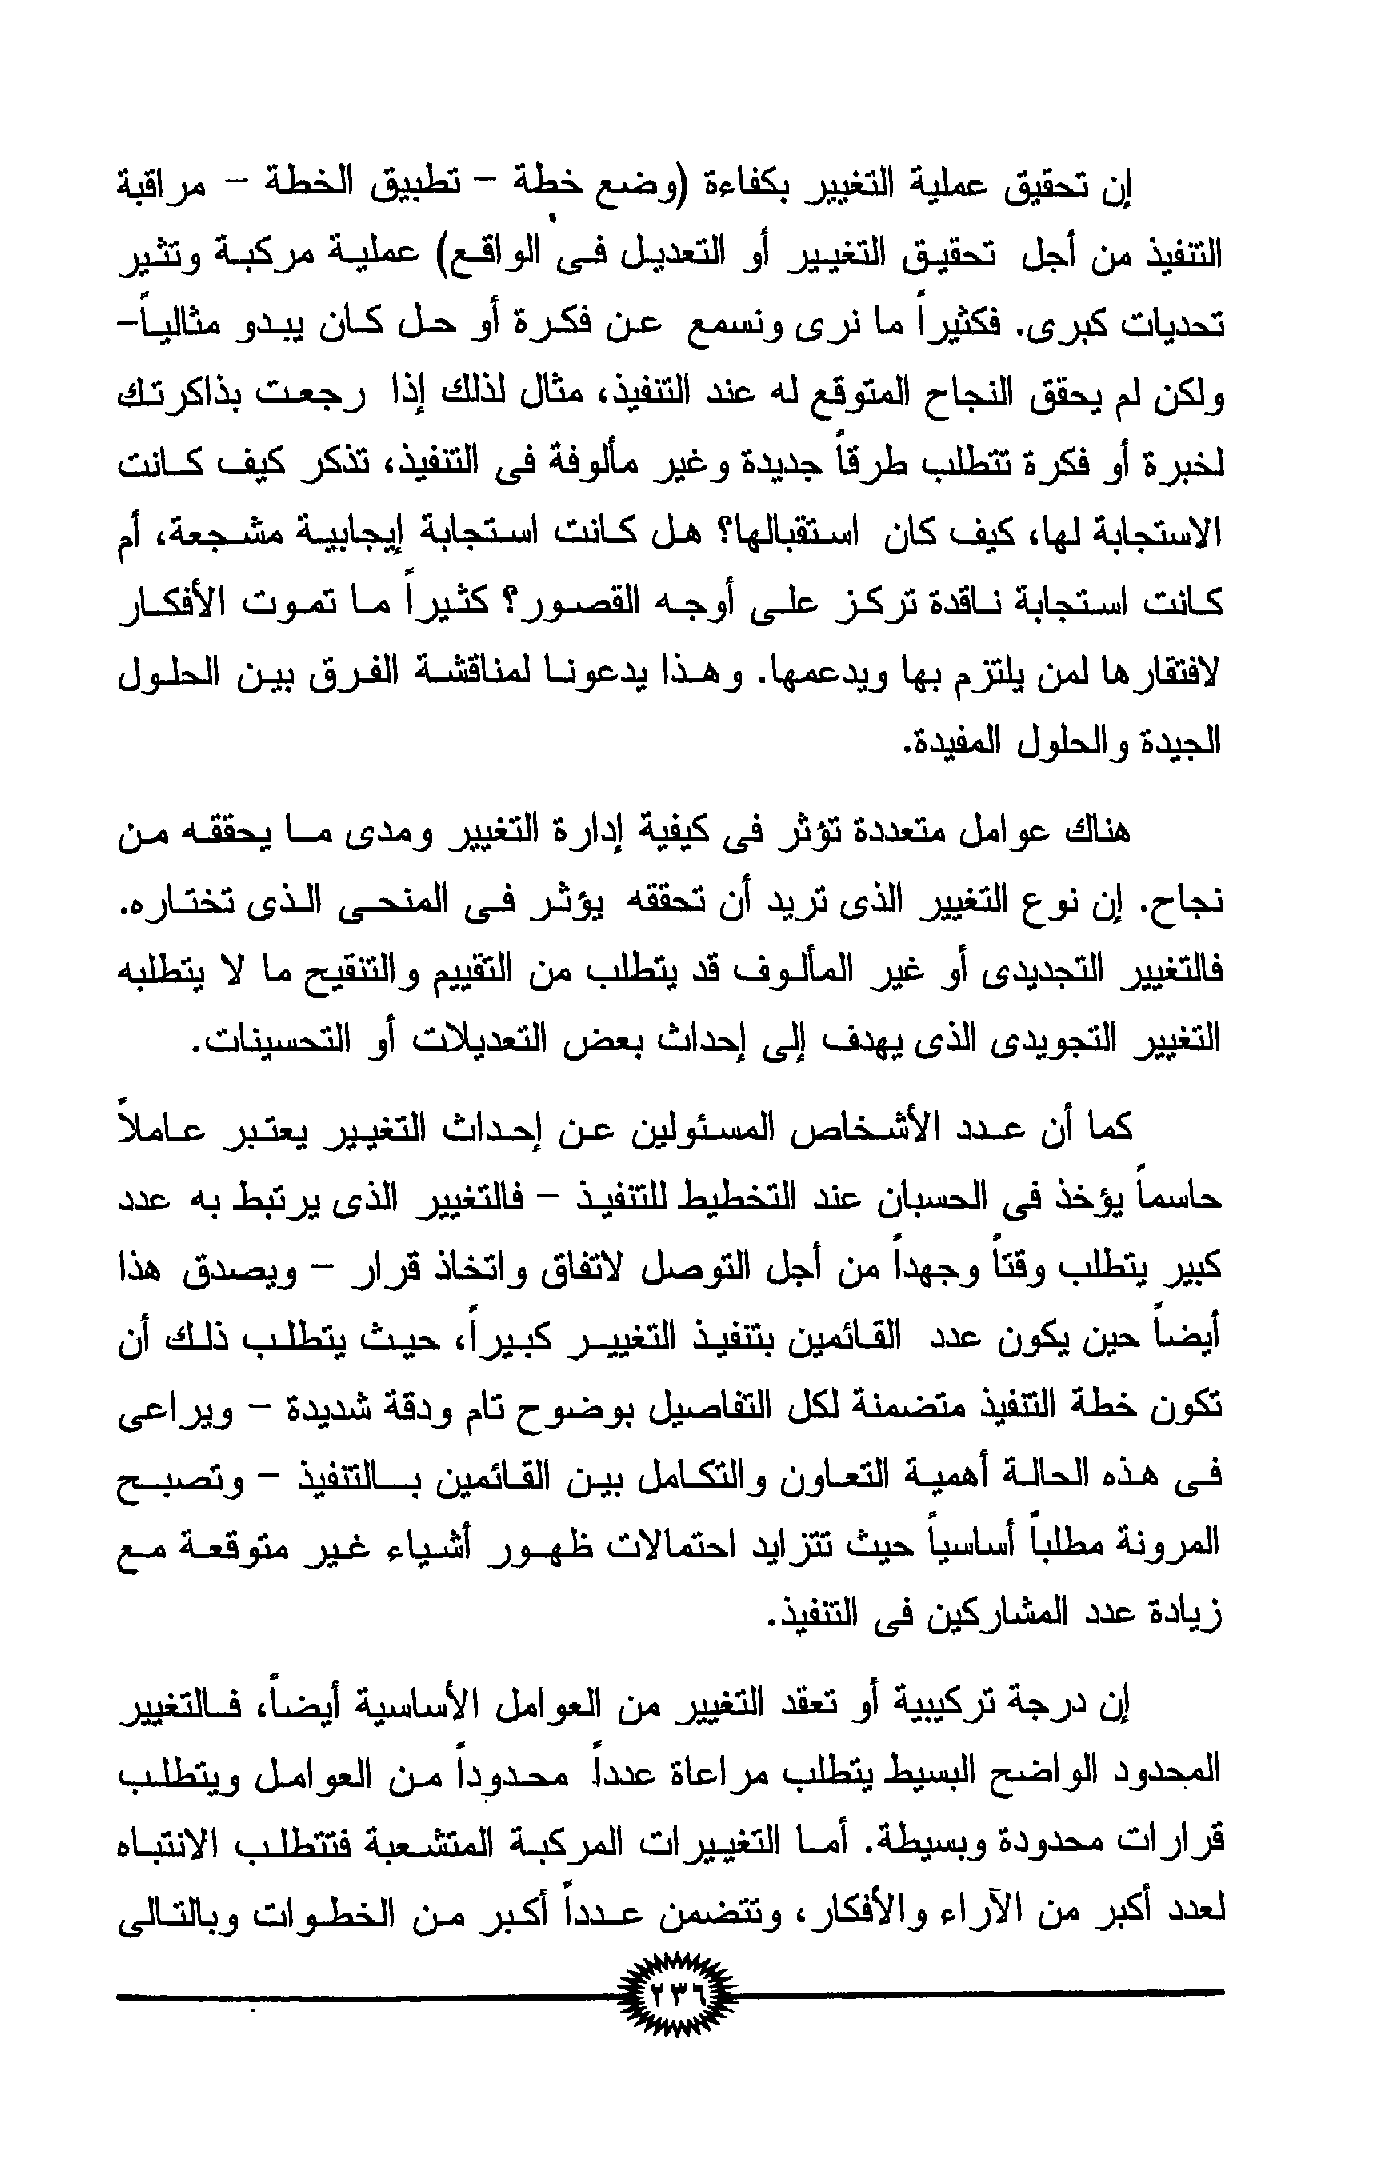 إن تحقيق عملية التغيير بكفاءة (وضع خطة - تطبيق الخطة - مراقبة
التنفيذ من أجل تحقيق التغيير أو التعديل فى الواقع) عملية مركبة وتثير
تحديات كبرى. فكثيراً ما نرى ونسمع عن فكرة أو حل كان يبدو مثالياً-
ولكن لم يحقق النجاح المتوقع له عند التنفيذ، مثال لذلك إذا رجعت بذاكرتك
لخبرة أو فكرة تتطلب طرقاً جديدة وغير مألوفة فى التنفيذ، تذكر كيف كانت
الاستجابة لها، كيف كان استقبالها؟ هل كانت استجابة إيجابية مشجعة، أم
كانت استجابة ناقدة تركز على أوجه القصور؟ كثيراً ما تموت الأفكار
لافتقارها لمن يلتزم بها ويدعمها. وهذا يدعونا لمناقشة الفرق بين الحلول
الجيدة والحلول المفيدة.
هناك عوامل متعددة تؤثر فى كيفية إدارة التغيير ومدى ما يحققه من
نجاح. إن نوع التغيير الذى تريد أن تحققه يؤثر فى المنحى الذى تختاره.
فالتغيير التجديدى أو غير المألوف قد يتطلب من التقييم والتنقيح ما لا يتطلبه
التغيير التجويدى الذى يهدف إلى إحداث بعض التعديلات أو التحسينات.
كما أن عدد الأشخاص المسئولين عن إحداث التغيير يعتبر عاملاً
حاسماً يؤخذ فى الحسبان عند التخطيط للتنفيذ - فالتغيير الذى يرتبط به عدد
كبير يتطلب وقتاً وجهداً من أجل التوصل لاتفاق واتخاذ قرار - ويصدق هذا
أيضاً حين يكون عدد القائمين بتنفيذ التغيير كبيراً، حيث يتطلب ذلك أن
تكون خطة التنفيذ متضمنة لكل التفاصيل بوضوح تام ودقة شديدة - ويراعى
فى هذه الحالة أهمية التعاون والتكامل بين القائمين بالتنفيذ - وتصبح
المرونة مطلباً أساسياً حيث تتزايد احتمالات ظهور أشياء غير متوقعة مع
زيادة عدد المشاركين فى التنفيذ.
إن درجة تركيبية أو تعقد التغيير من العوامل الأساسية أيضاً، فالتغيير
المحدود الواضح البسيط يتطلب مراعاة عدداً محدوداً من العوامل ويتطلب
قرارات محدودة وبسيطة. أما التغييرات المركبة المتشعبة فتتطلب الانتباه
لعدد أكبر من الآراء والأفكار، وتتضمن عدداً أكبر من الخطوات وبالتالى
٢٣٦